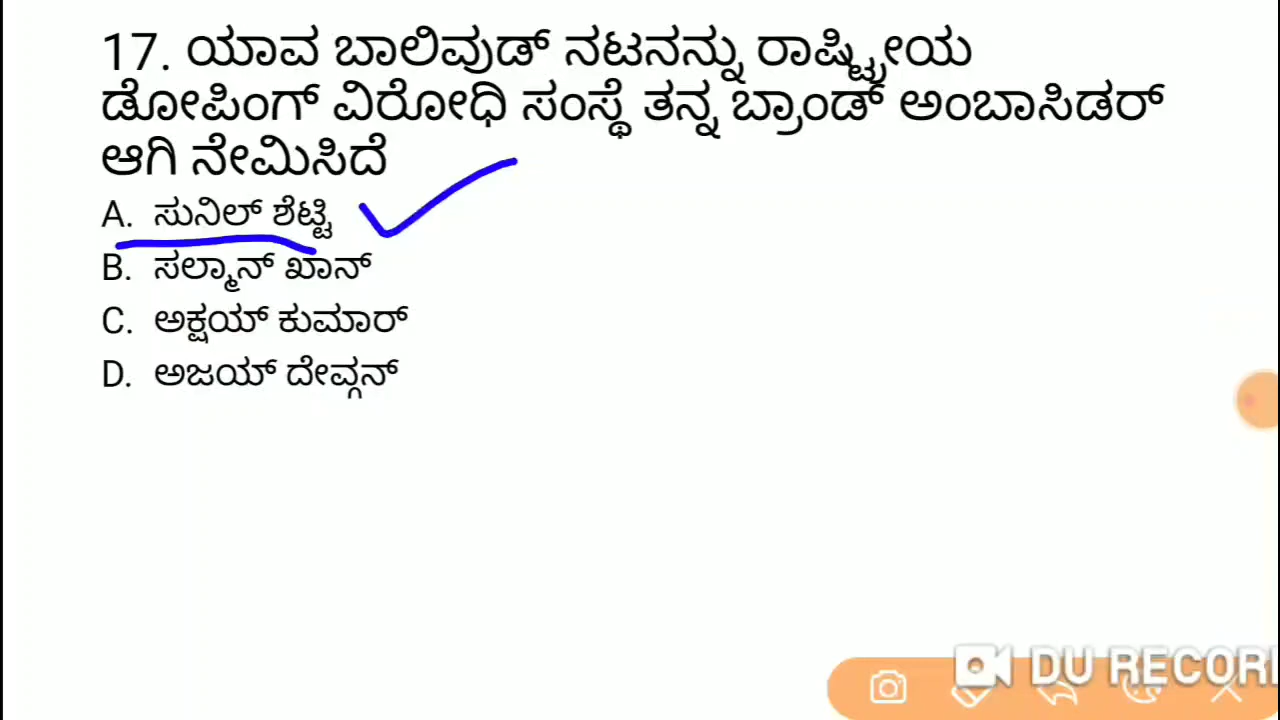 17. ಯಾವ ಬಾಲಿವುಡ್ ನಟನನ್ನು ರಾಷ್ಟ್ರೀಯ
ಡೋಪಿಂಗ್ ವಿರೋಧಿ ಸಂಸ್ಥೆ ತನ್ನ ಬ್ರಾಂಡ್ ಅಂಬಾಸಿಡರ್
ಆಗಿ ನೇಮಿಸಿದೆ
A. ಸುನಿಲ್ ಶೆಟ್ಟಿ
B. ಸಲ್ಮಾನ್ ಖಾನ್
C. ಅಕ್ಷಯ್ ಕುಮಾರ್
D. ಅಜಯ್ ದೇವ್ಗನ್
DU RECOR